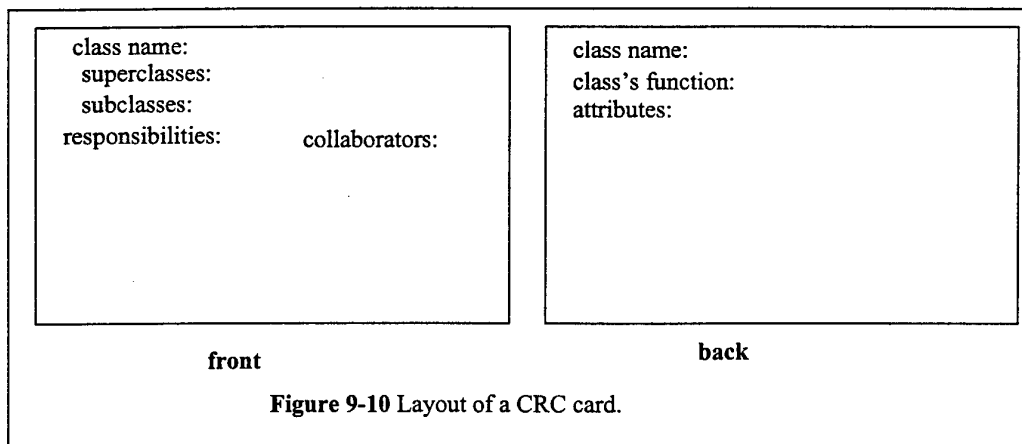 class name:
superclasses:
subclasses:
responsibilities: collaborators:
class name:
class's function:
attributes:
front
back
Figure 9-10 Layout of a CRC card.